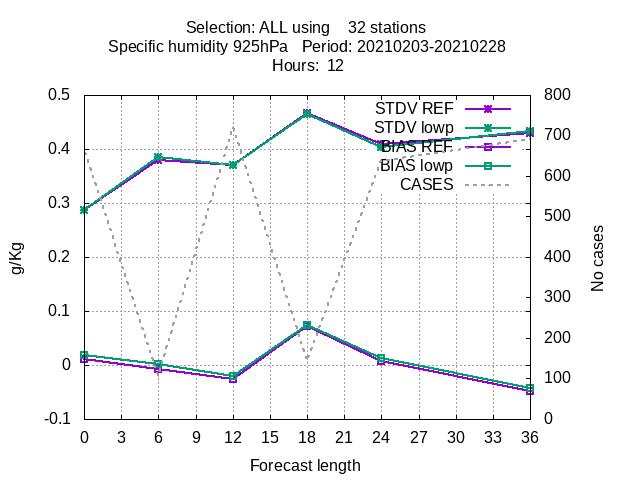 Selection: ALL using 32 stations
Specific humidity 925hPa Period: 20210203-20210228
Hours: 12
0.5
0.4
0.3
0.2
0.1
0
-0.1
g/Kg
800
700
600
500
400
300
200
100
0
No cases
STDV REF
STDV lowp
BIAS REF
BIAS lowp
CASES
0 3 6 9 12 15 18 21 24 27 30 33 36
Forecast length